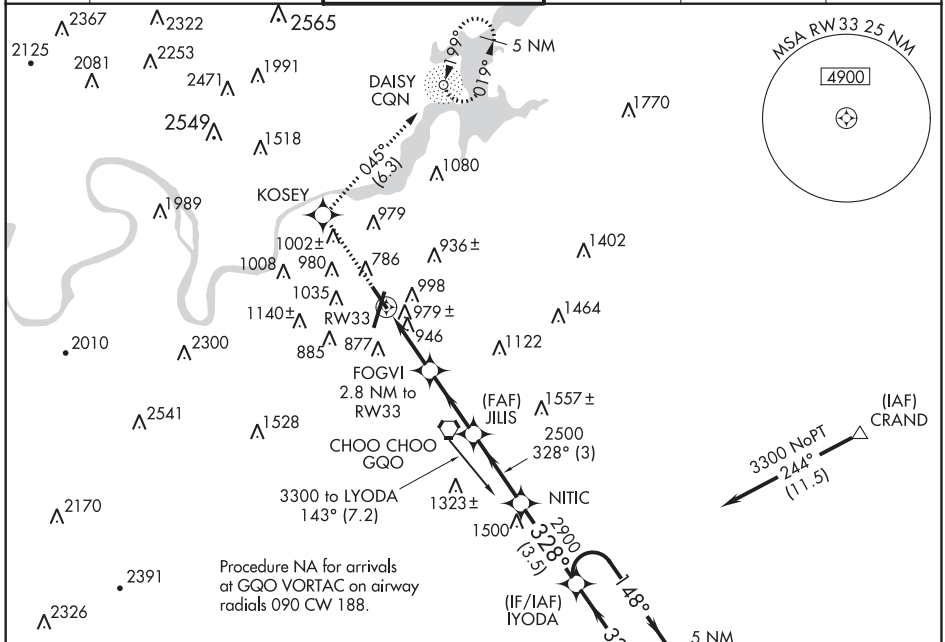 2367
2322
2565
2125
2253
2081
2471
1991
2549
1518
DAISY
CQN
199°
019°
5 NM
1770
MSA RW33 25 NM
4900
045°
(6.3)
1080
KOSEY
1989
979
1002±
936±
1402
1008
980
786
1035
998
1140±
RW33
979±
1464
946
885
877
1122
2010
2300
FOGVI
2.8 NM to
RW33
(FAF)
JILIS
1557±
(IAF)
CRAND
2541
1528
CHOO CHOO
GQO
2500
328° (3)
3300 NoPT
244°
(11.5)
3300 to LYODA
143° (7.2)
1323±
NITIC
2170
1500
2900
328°
(3.5)
Procedure NA for arrivals
at GQO VORTAC on airway
radials 090 CW 188.
2391
(IF/IAF)
IYODA
148°
2326
5 NM